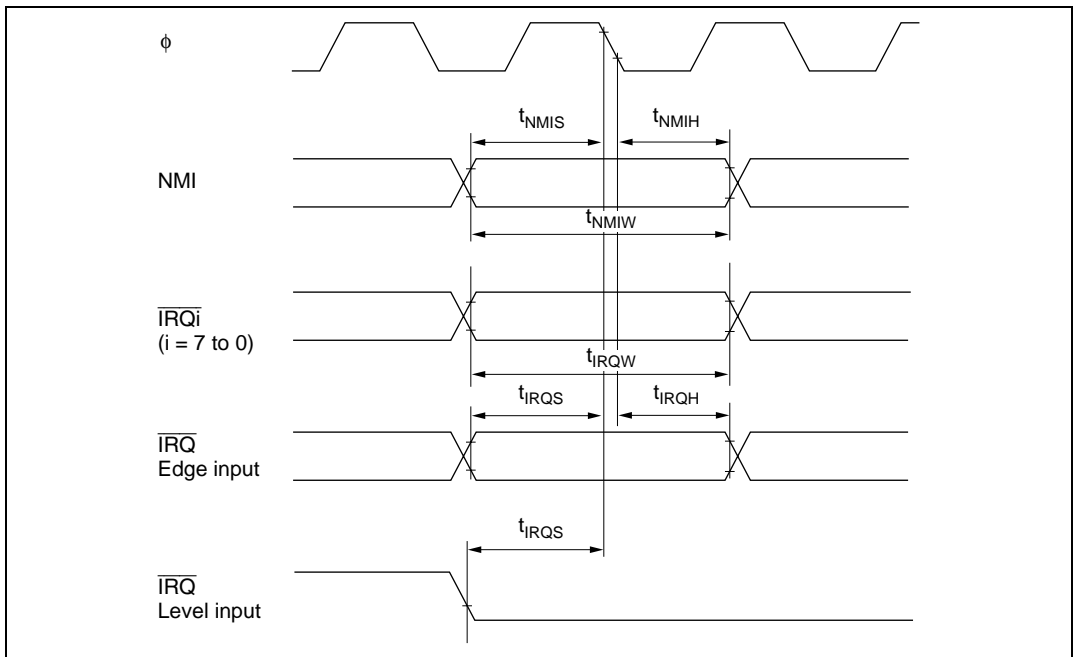 ϕ
tNMIS tNMIH
NMI
tNMIW
IRQi
(i = 7 to 0)
tIRQW
tIRQS tIRQH
IRQ
Edge input
tIRQS
IRQ
Level input